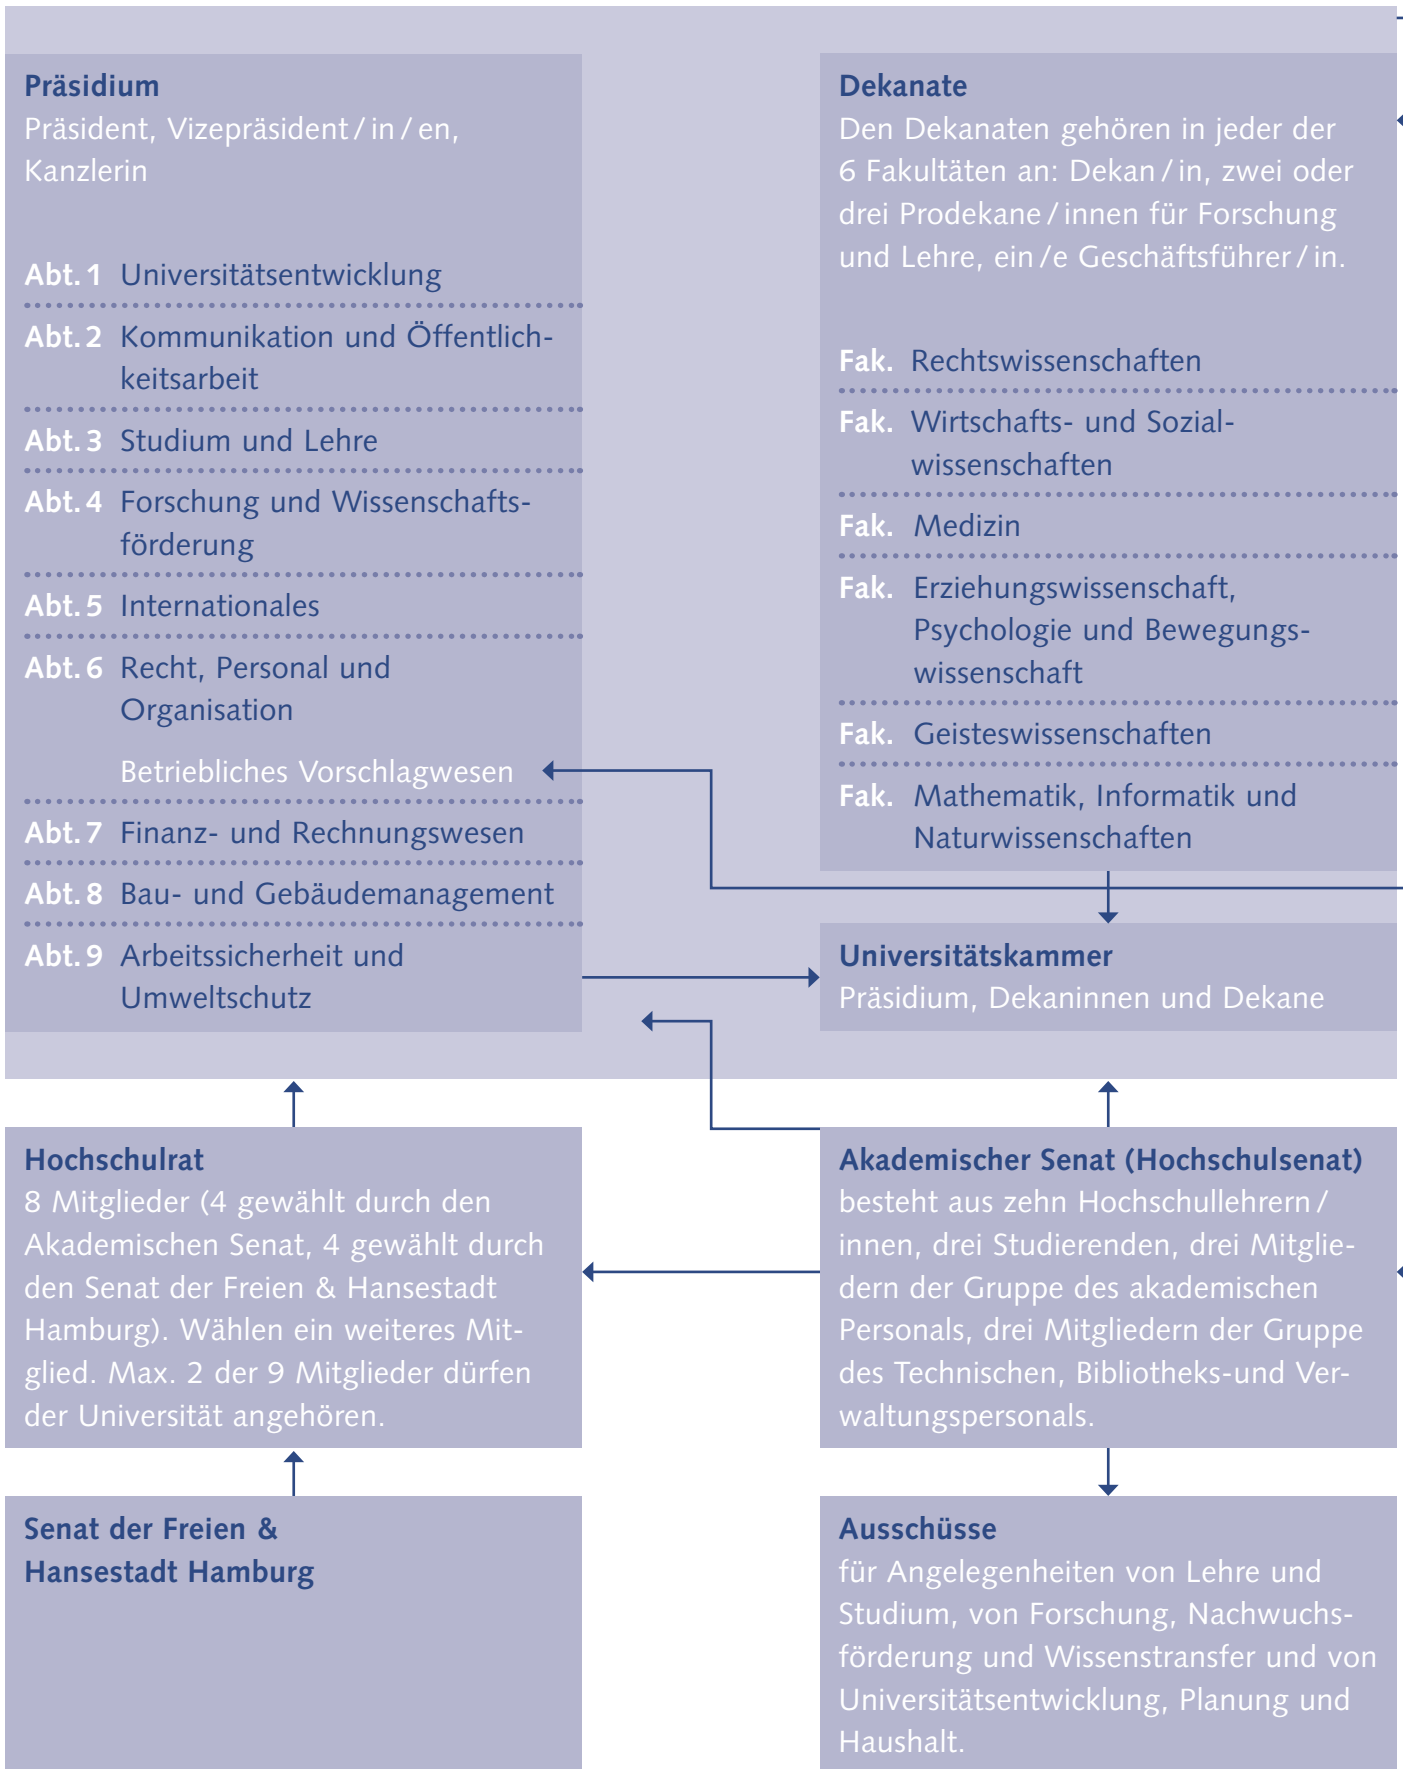 Präsidium
Präsident, Vizepräsident / in / en,
Kanzlerin
Abt. 1 Universitätsentwicklung
Abt. 2 Kommunikation und Öffentlich-
keitsarbeit
Abt. 3 Studium und Lehre
Abt. 4 Forschung und Wissenschafts-
förderung
Abt. 5 Internationales
Abt. 6 Recht, Personal und
Organisation
Betriebliches Vorschlagwesen
Abt. 7 Finanz- und Rechnungswesen
Abt. 8 Bau- und Gebäudemanagement
Abt. 9 Arbeitssicherheit und
Umweltschutz
Dekanate
Den Dekanaten gehören in jeder der
6 Fakultäten an: Dekan / in, zwei oder
drei Prodekane / innen für Forschung
und Lehre, ein /e Geschäftsführer / in.
Fak. Rechtswissenschaften
Fak. Wirtschafts- und Sozial-
wissenschaften
Fak. Medizin
Fak. Erziehungswissenschaft,
Psychologie und Bewegungs-
wissenschaft
Fak. Geisteswissenschaften
Fak. Mathematik, Informatik und
Naturwissenschaften
Universitätskammer
Präsidium, Dekaninnen und Dekane
Hochschulrat
8 Mitglieder (4 gewählt durch den
Akademischen Senat, 4 gewählt durch
den Senat der Freien & Hansestadt
Hamburg). Wählen ein weiteres Mit-
glied. Max. 2 der 9 Mitglieder dürfen
der Universität angehören.
Akademischer Senat (Hochschulsenat)
besteht aus zehn Hochschullehrern /
innen, drei Studierenden, drei Mitglie-
dern der Gruppe des akademischen
Personals, drei Mitgliedern der Gruppe
des Technischen, Bibliotheks-und Ver-
waltungspersonals.
Senat der Freien &
Hansestadt Hamburg
Ausschüsse
für Angelegenheiten von Lehre und
Studium, von Forschung, Nachwuchs-
förderung und Wissenstransfer und von
Universitätsentwicklung, Planung und
Haushalt.